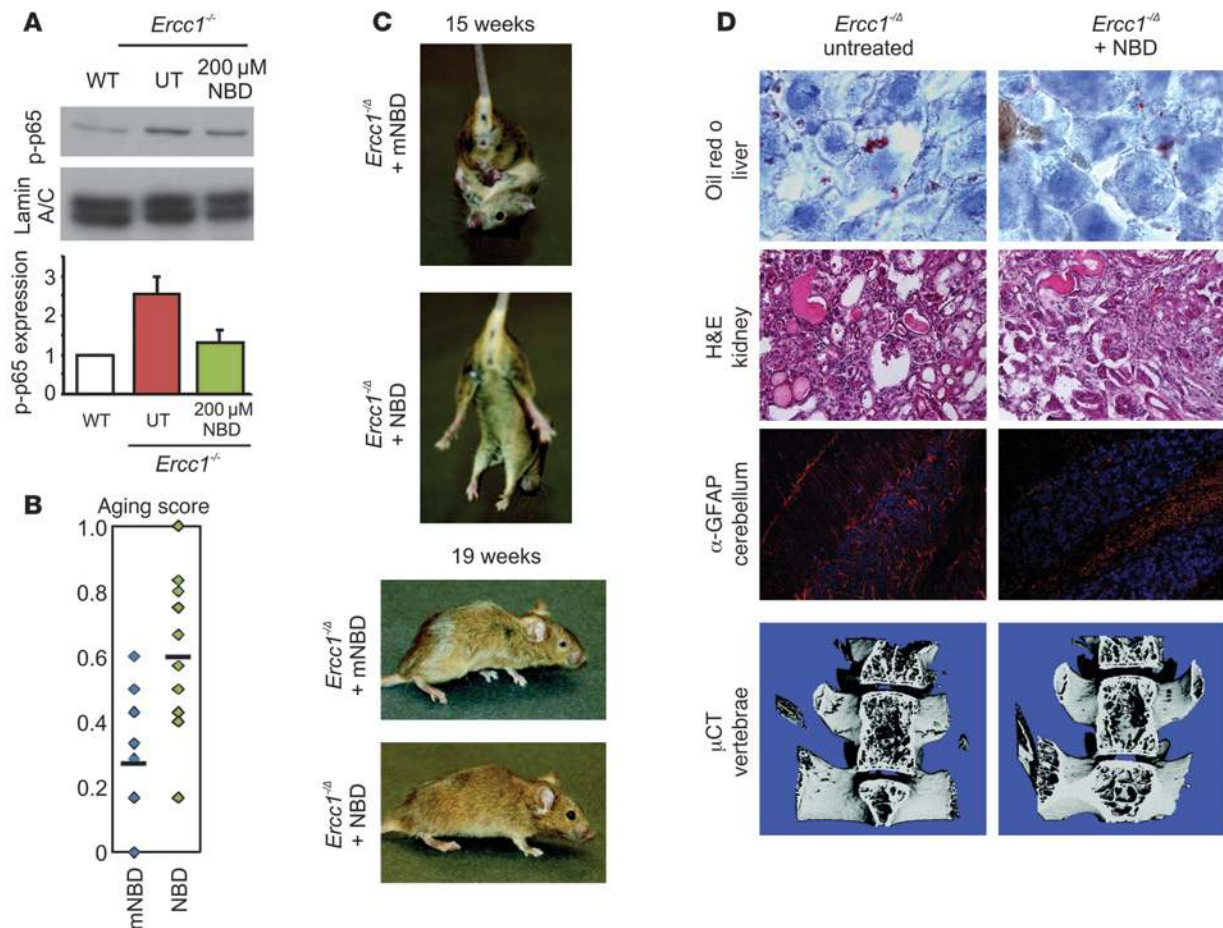 A
Ercc1-/-
WT
UT
200 µM
NBD
p-p65
Lamin
A/C
p-p65 expression
3
2
1
0
WT
UT
200 µM
NBD
Ercc1-/-
B
Aging score
1.0
0.8
0.6
0.4
0.2
0
mNBD
NBD
C
15 weeks
Ercc1-/Δ
+ mNBD
Ercc1-/Δ
+ NBD
19 weeks
Ercc1-/Δ
+ mNBD
Ercc1-/Δ
+ NBD
D
Ercc1-/Δ
untreated
Ercc1-/Δ
+ NBD
Oil red o
liver
H&E
kidney
α-GFAP
cerebellum
µCT
vertebrae